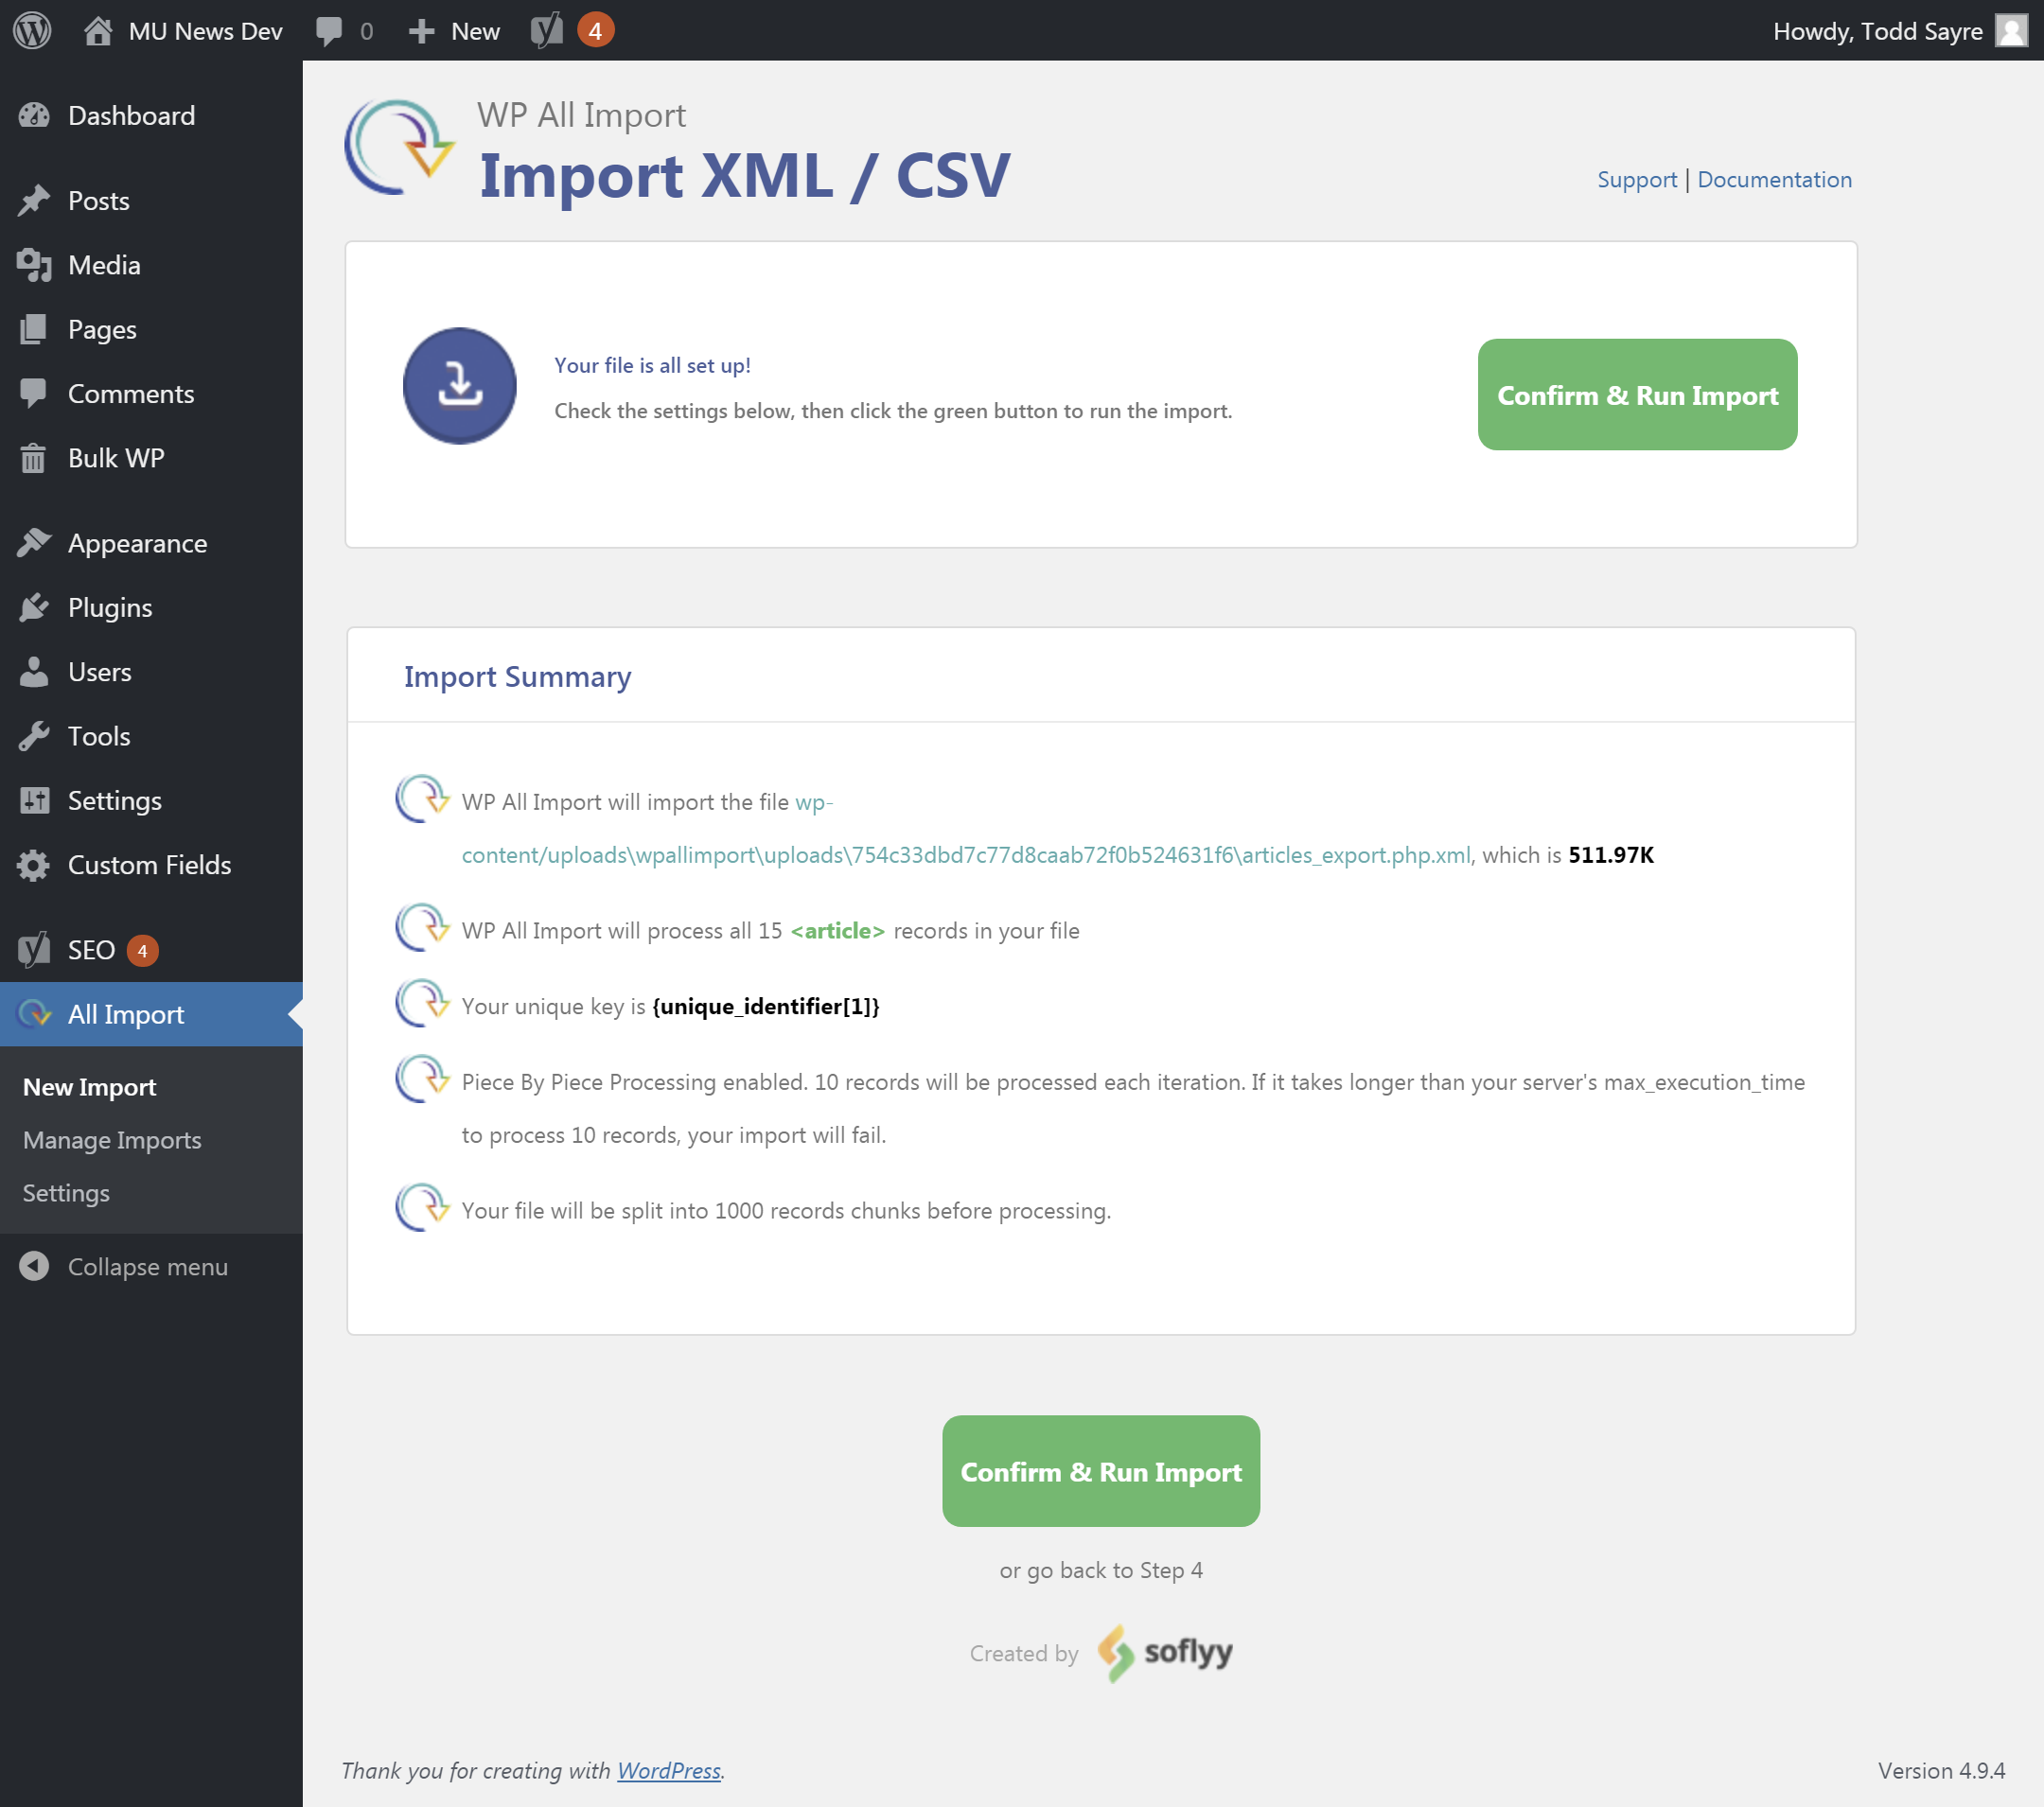 MU News Dev 0 New 4 Howdy, Todd Sayre
Dashboard
Posts
Media
Pages
Comments
Bulk WP
Appearance
Plugins
Users
Tools
Settings
Custom Fields
SEO 4
All Import
New Import
Manage Imports
Settings
Collapse menu
WP All Import
Import XML / CSV
Support | Documentation
Your file is all set up!
Check the settings below, then click the green button to run the import.
Confirm & Run Import
Import Summary
WP All Import will import the file wp-
content/uploads\wpallimport\uploads\754c33dbd7c77d8caab72f0b524631f6\articles_export.php.xml, which is 511.97K
WP All Import will process all 15 <article> records in your file
Your unique key is {unique_identifier[1]}
Piece By Piece Processing enabled. 10 records will be processed each iteration. If it takes longer than your server's max_execution_time
to process 10 records, your import will fail.
Your file will be split into 1000 records chunks before processing.
Confirm & Run Import
or go back to Step 4
Created by soflyy
Thank you for creating with WordPress.
Version 4.9.4